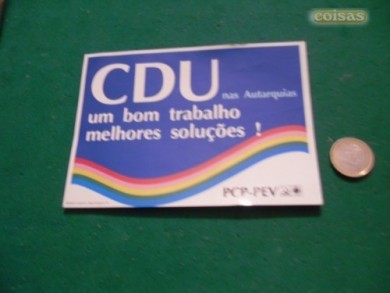 coisas
CDU nas Autarquias
um bom trabalho
melhores soluções !
PCP-PEV